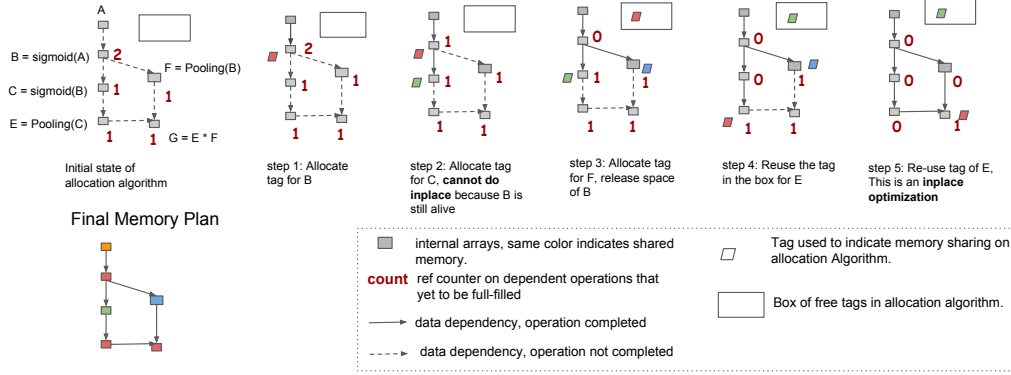 A
B = sigmoid(A)
2
F = Pooling(B)
C = sigmoid(B)
1
1
E = Pooling(C)
1
1
G = E * F
Initial state of
allocation algorithm
2
1
1
1
1
step 1: Allocate
tag for B
1
1
1
1
1
step 2: Allocate tag
for C, cannot do
inplace because B is
still alive
0
1
1
1
1
step 3: Allocate tag
for F, release space
of B
0
0
1
1
1
step 4: Reuse the tag
in the box for E
0
0
0
0
1
step 5: Re-use tag of E,
This is an inplace
optimization
Final Memory Plan
internal arrays, same color indicates shared
memory.
count ref counter on dependent operations that
yet to be full-filled
data dependency, operation completed
data dependency, operation not completed
Tag used to indicate memory sharing on
allocation Algorithm.
Box of free tags in allocation algorithm.